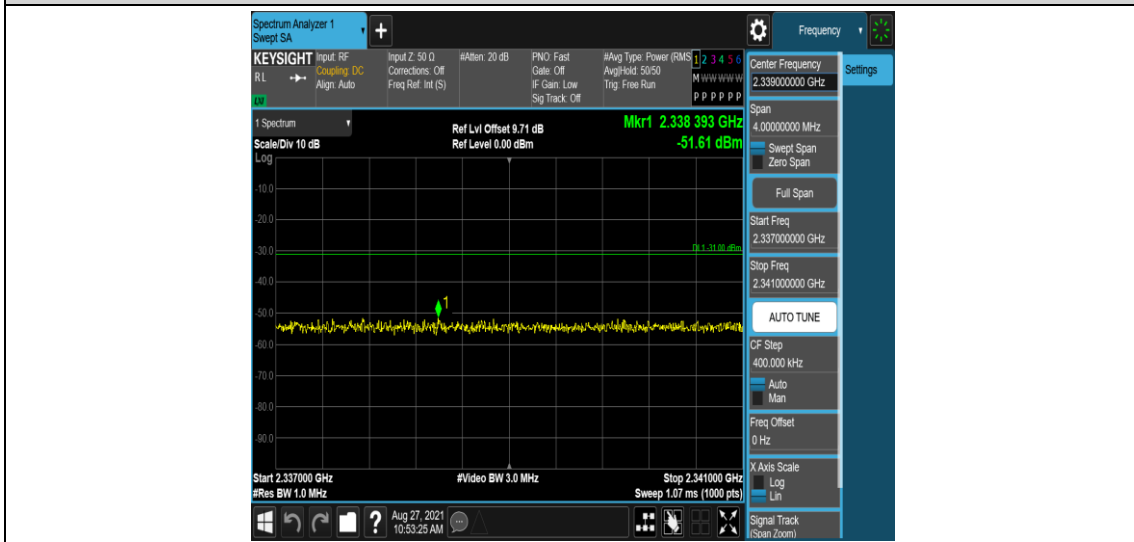 Spectrum Analyzer 1
Swept SA
+
Frequency
KEYSIGHT
RL
LXI
Input: RF
Coupling: DC
Align: Auto
Input Z: 50 Ω
Corrections: Off
Freq Ref: Int (S)
#Atten: 20 dB
PNO: Fast
Gate: Off
IF Gain: Low
Sig Track: Off
#Avg Type: Power (RMS
Avg|Hold: 50/50
Trig: Free Run
1 2 3 4 5 6
M W W W W W
P P P P P P
Center Frequency
2.339000000 GHz
Settings
Span
4.00000000 MHz
Swept Span
Zero Span
Full Span
Start Freq
2.337000000 GHz
Stop Freq
2.341000000 GHz
AUTO TUNE
CF Step
400.000 kHz
Auto
Man
Freq Offset
0 Hz
X Axis Scale
Log
Lin
Signal Track
(Span Zoom)
1 Spectrum
Scale/Div 10 dB
Log
Ref Lvl Offset 9.71 dB
Ref Level 0.00 dBm
Mkr1 2.338 393 GHz
-51.61 dBm
-10.0
-20.0
-30.0
DL1 -31.00 dBm
-40.0
1
-50.0
-60.0
-70.0
-80.0
-90.0
Start 2.337000 GHz
#Res BW 1.0 MHz
#Video BW 3.0 MHz
Stop 2.341000 GHz
Sweep 1.07 ms (1000 pts)
?
Aug 27, 2021
10:53:25 AM